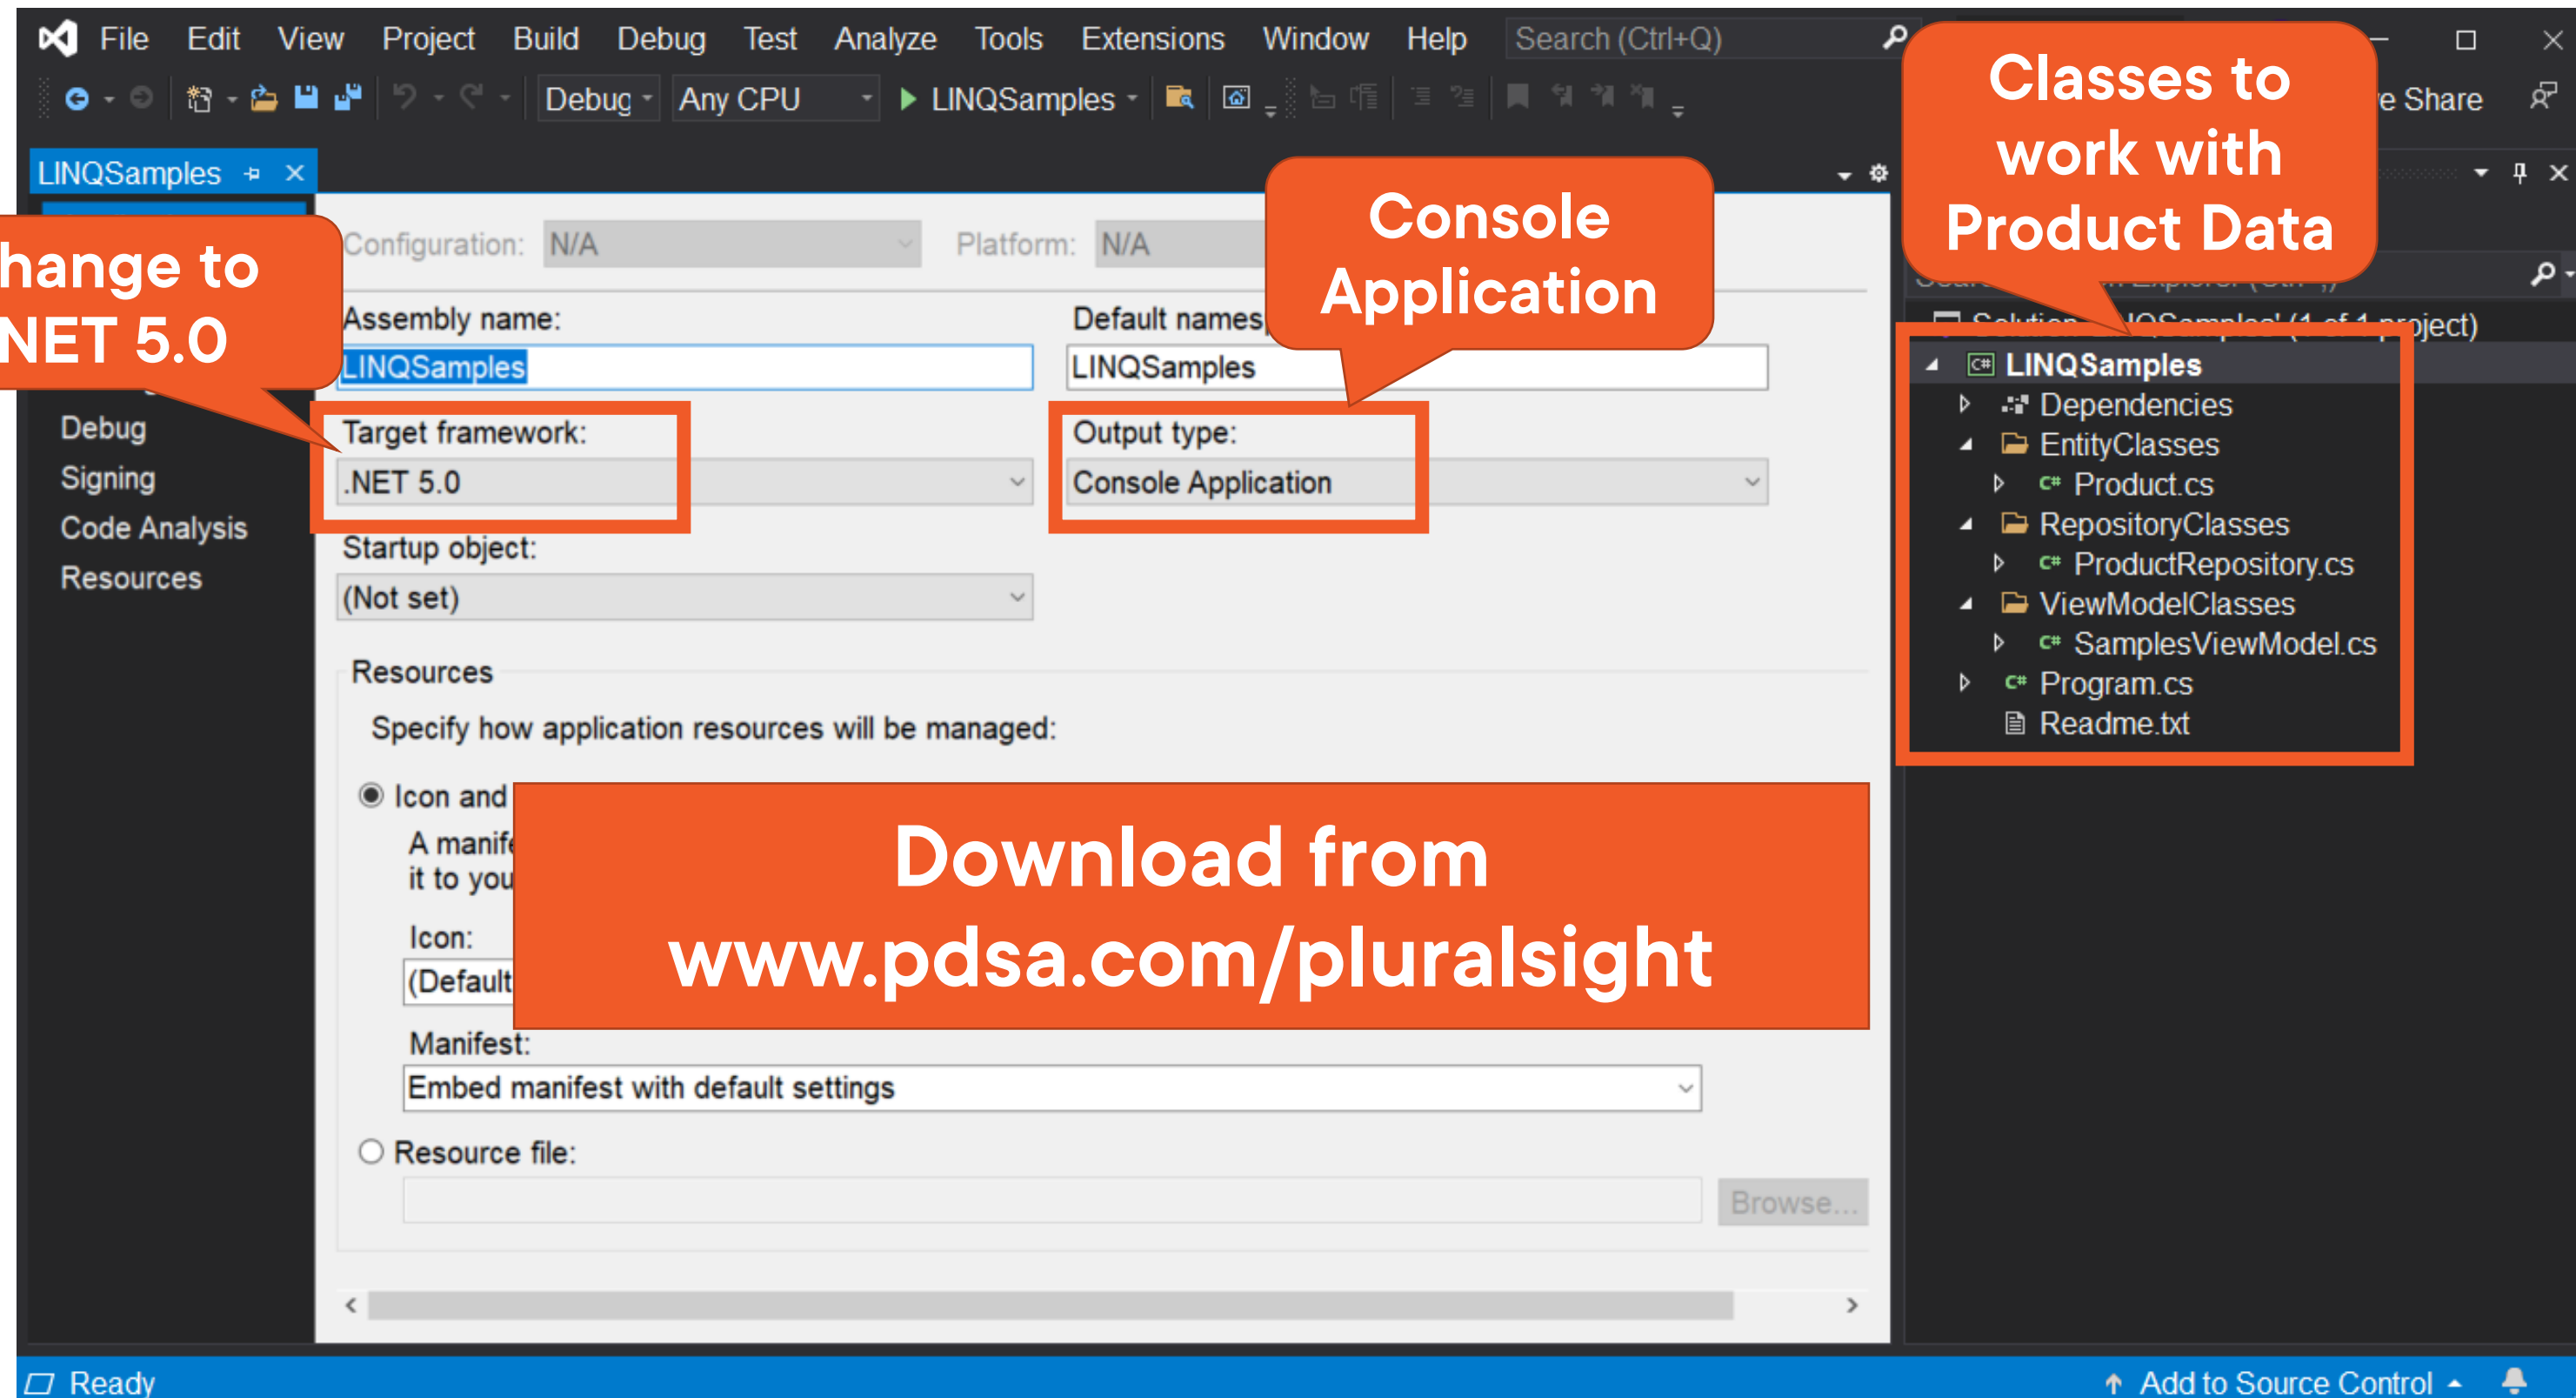 File Edit View Project Build Debug Test Analyze Tools Extensions Window Help Search (Ctrl+Q)
Debug Any CPU LINQSamples Share
LINQSamples
Classes to
work with
Product Data
Console
Application
to
NET 5.0
Configuration: N/A Platform: N/A
Assembly name: Default
LINQSamples LINQSamples
Target framework: Output type:
.NET 5.0 Console Application
Startup object:
(Not set)
Debug
Signing
Code Analysis
Resources
Resources
Specify how application resources will be managed:
Icon and
A
it to
Icon:
(Default
Download from
www.pdsa.com/pluralsight
Manifest:
Embed manifest with default settings
Resource file:
Browse...
(1 of 1 project)
LINQSamples
Dependencies
EntityClasses
C# Product.cs
RepositoryClasses
C# ProductRepository.cs
ViewModelClasses
C# SamplesViewModel.cs
C# Program.cs
Readme.txt
Ready Add to Source Control